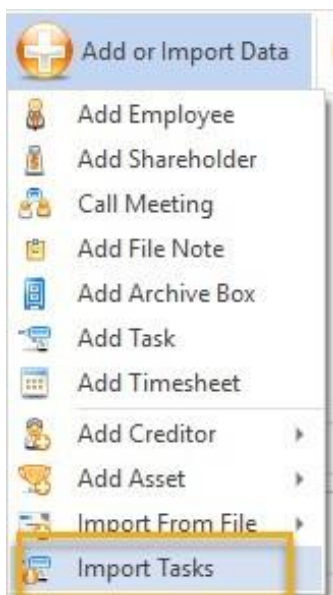 Add or Import Data
Add Employee
Add Shareholder
Call Meeting
Add File Note
Add Archive Box
Add Task
Add Timesheet
Add Creditor
Add Asset
Import From File
Import Tasks